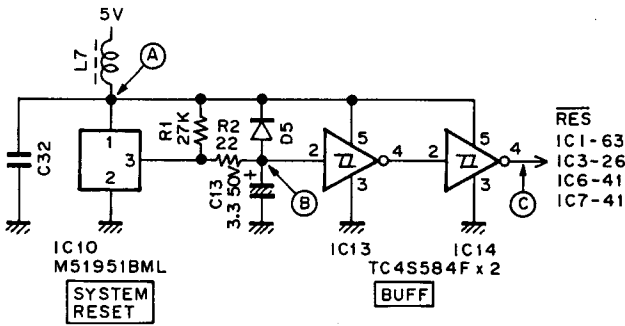 5V
L7
A
C32
1
3
2
R1
27K
R2
22
D5
C13
3.3 50V
+
B
2
5
4
3
2
5
4
3
C
RES
IC1-63
IC3-26
IC6-41
IC7-41
IC10
M51951BML
SYSTEM
RESET
IC13
IC14
TC4S584F x 2
BUFF